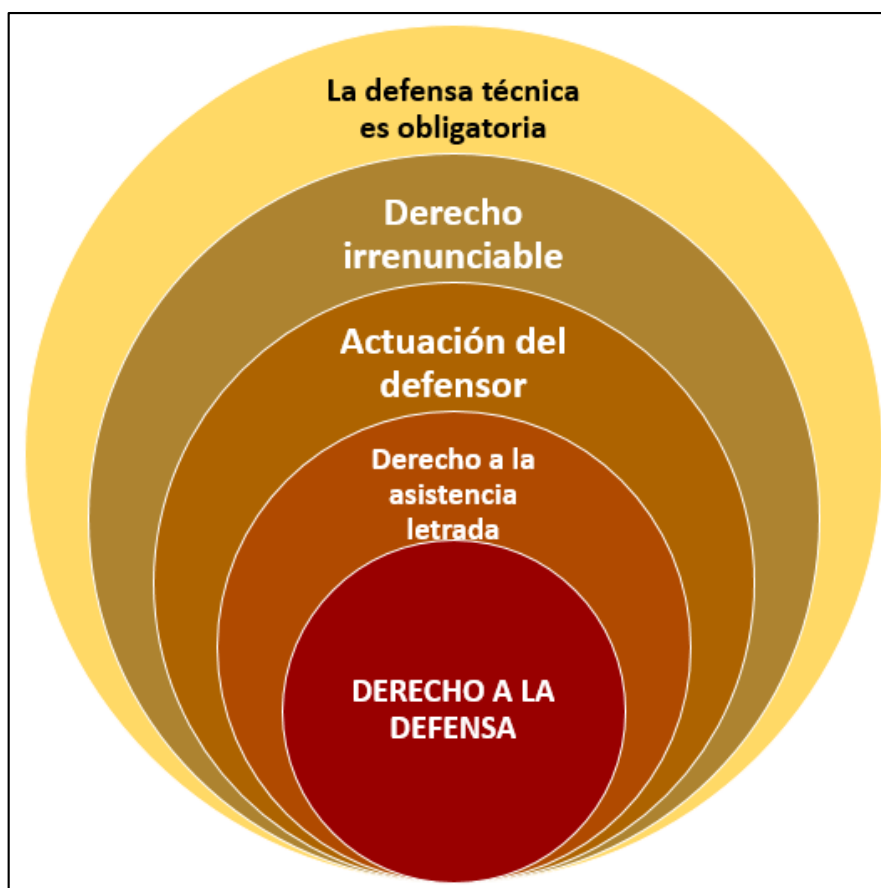 La defensa técnica
es obligatoria
Derecho
irrenunciable
Actuación del
defensor
Derecho a la
asistencia
letrada
DERECHO A LA
DEFENSA